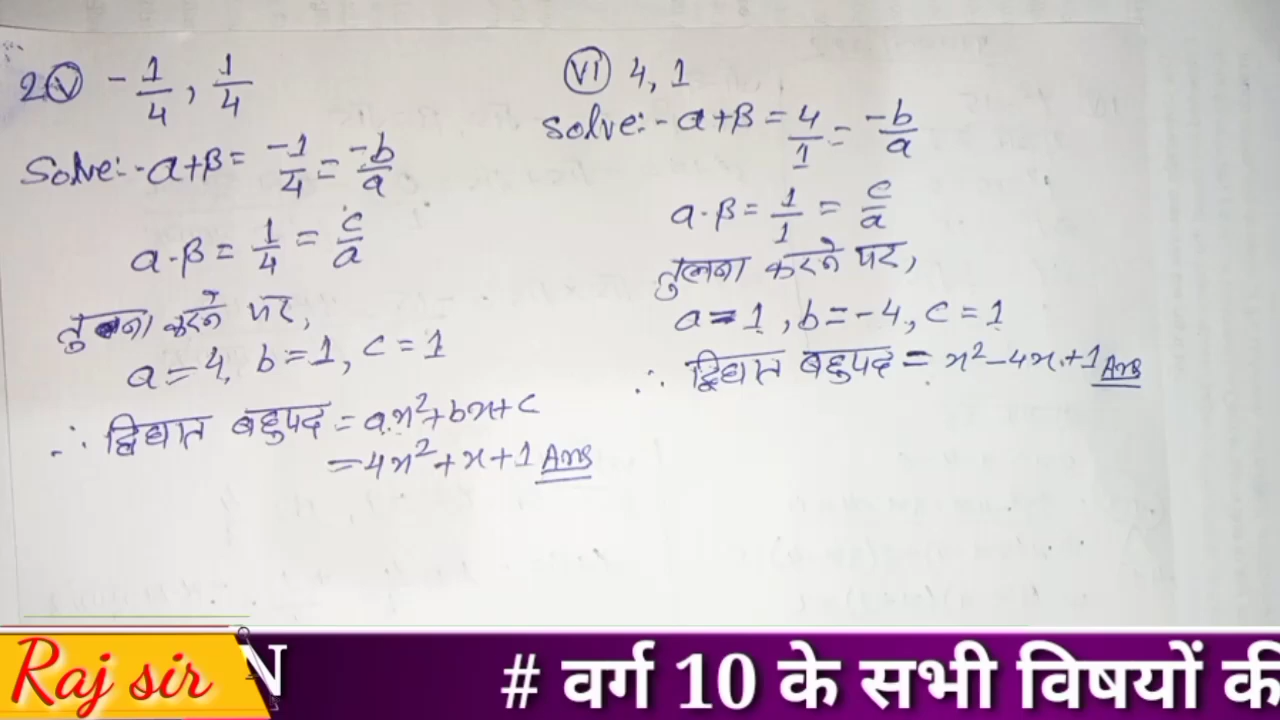 2(V) -1/4, 1/4
Solve:- α+β = -1/4 = -b/a
α·β = 1/4 = c/a
तुलना करने पर,
a=4, b=1, c=1
∴ द्विघात बहुपद = ax²+bx+c
=4x²+x+1 Ans
(VI) 4, 1
Solve:- α+β = 4/1 = -b/a
α·β = 1/1 = c/a
तुलना करने पर,
a=1, b=-4, c=1
∴ द्विघात बहुपद = x²-4x+1 Ans
Raj sir N # वर्ग 10 के सभी विषयों की